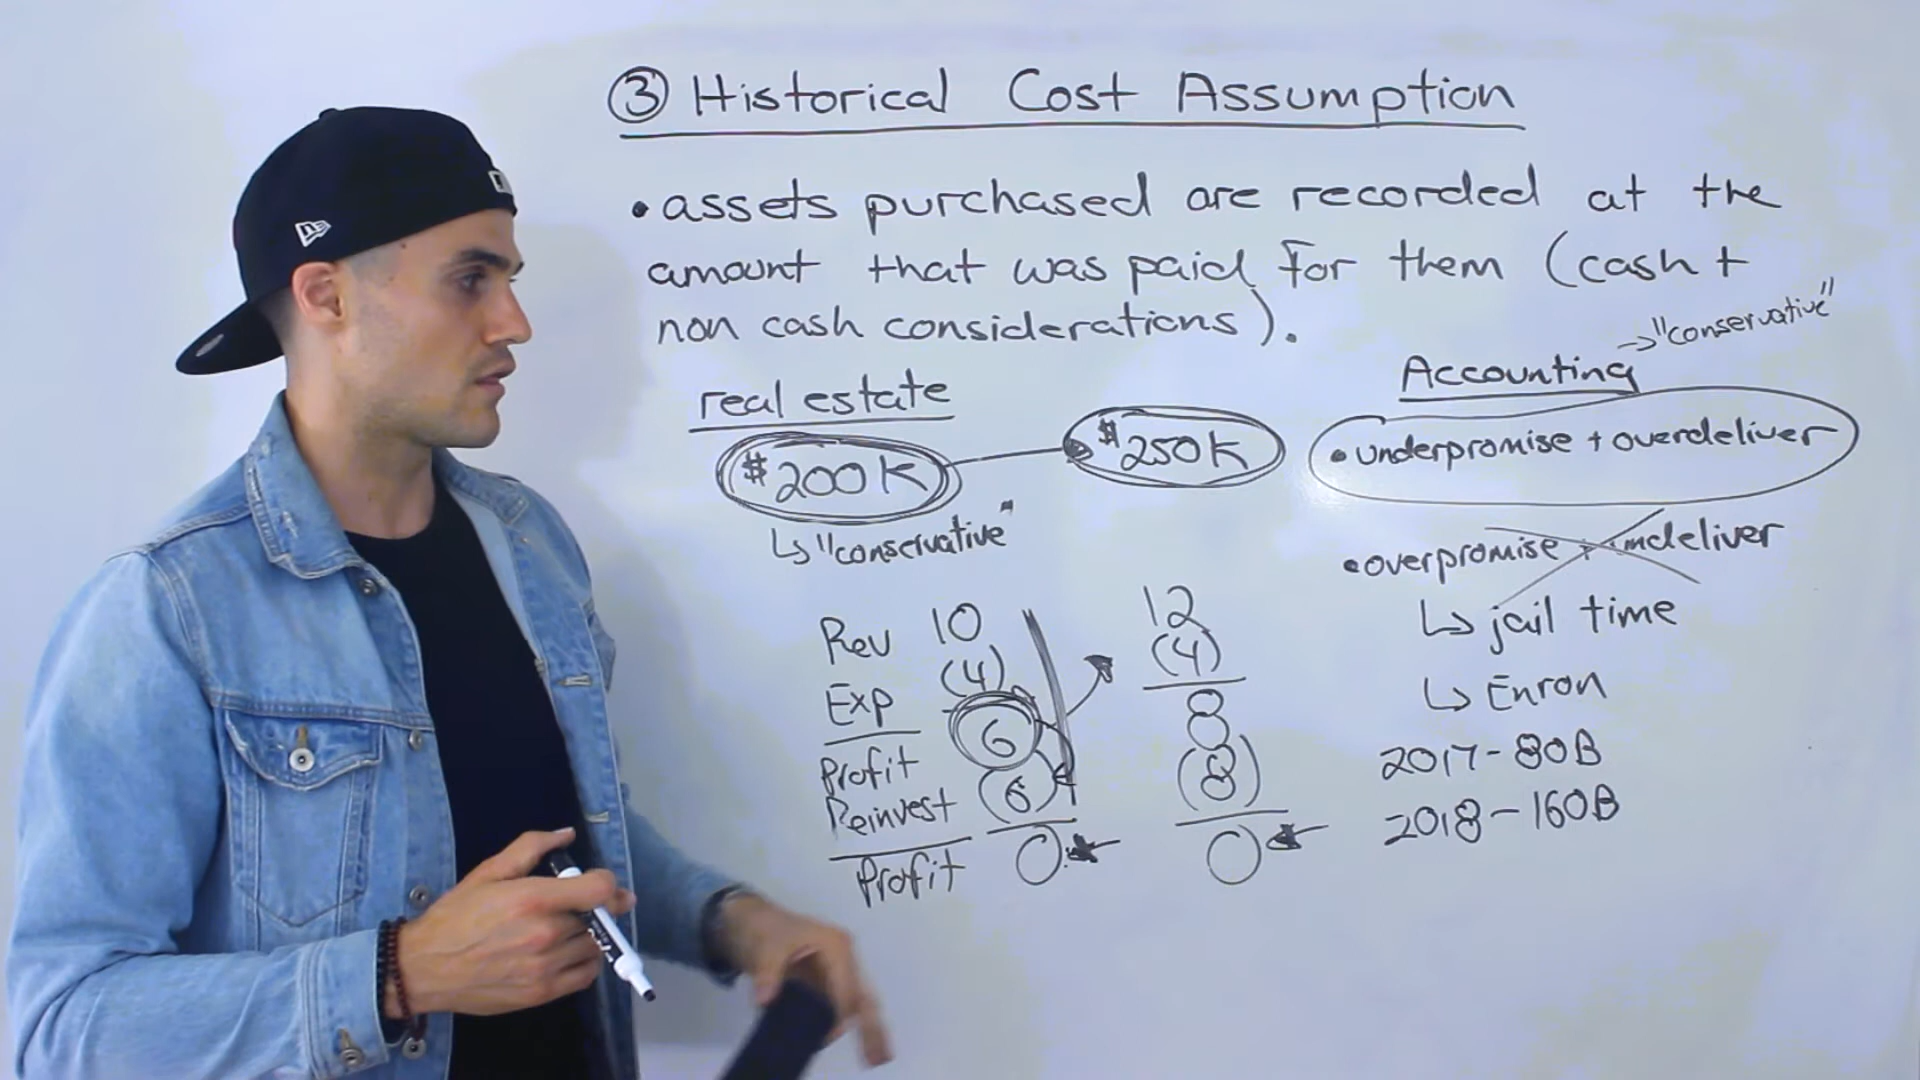 ③ Historical Cost Assumption
• assets purchased are recorded at the
amount that was paid for them (cash +
non cash considerations).
real estate
$200K
$250K
↳ "conservative"
Accounting
→ "conservative"
• underpromise + overdeliver
• overpromise + underdeliver
↳ jail time
↳ Enron
2017 - 80B
2018 - 160B
Rev 10 12
Exp (4) (4)
Profit 6 8
Reinvest (6) (8)
Profit 0 0